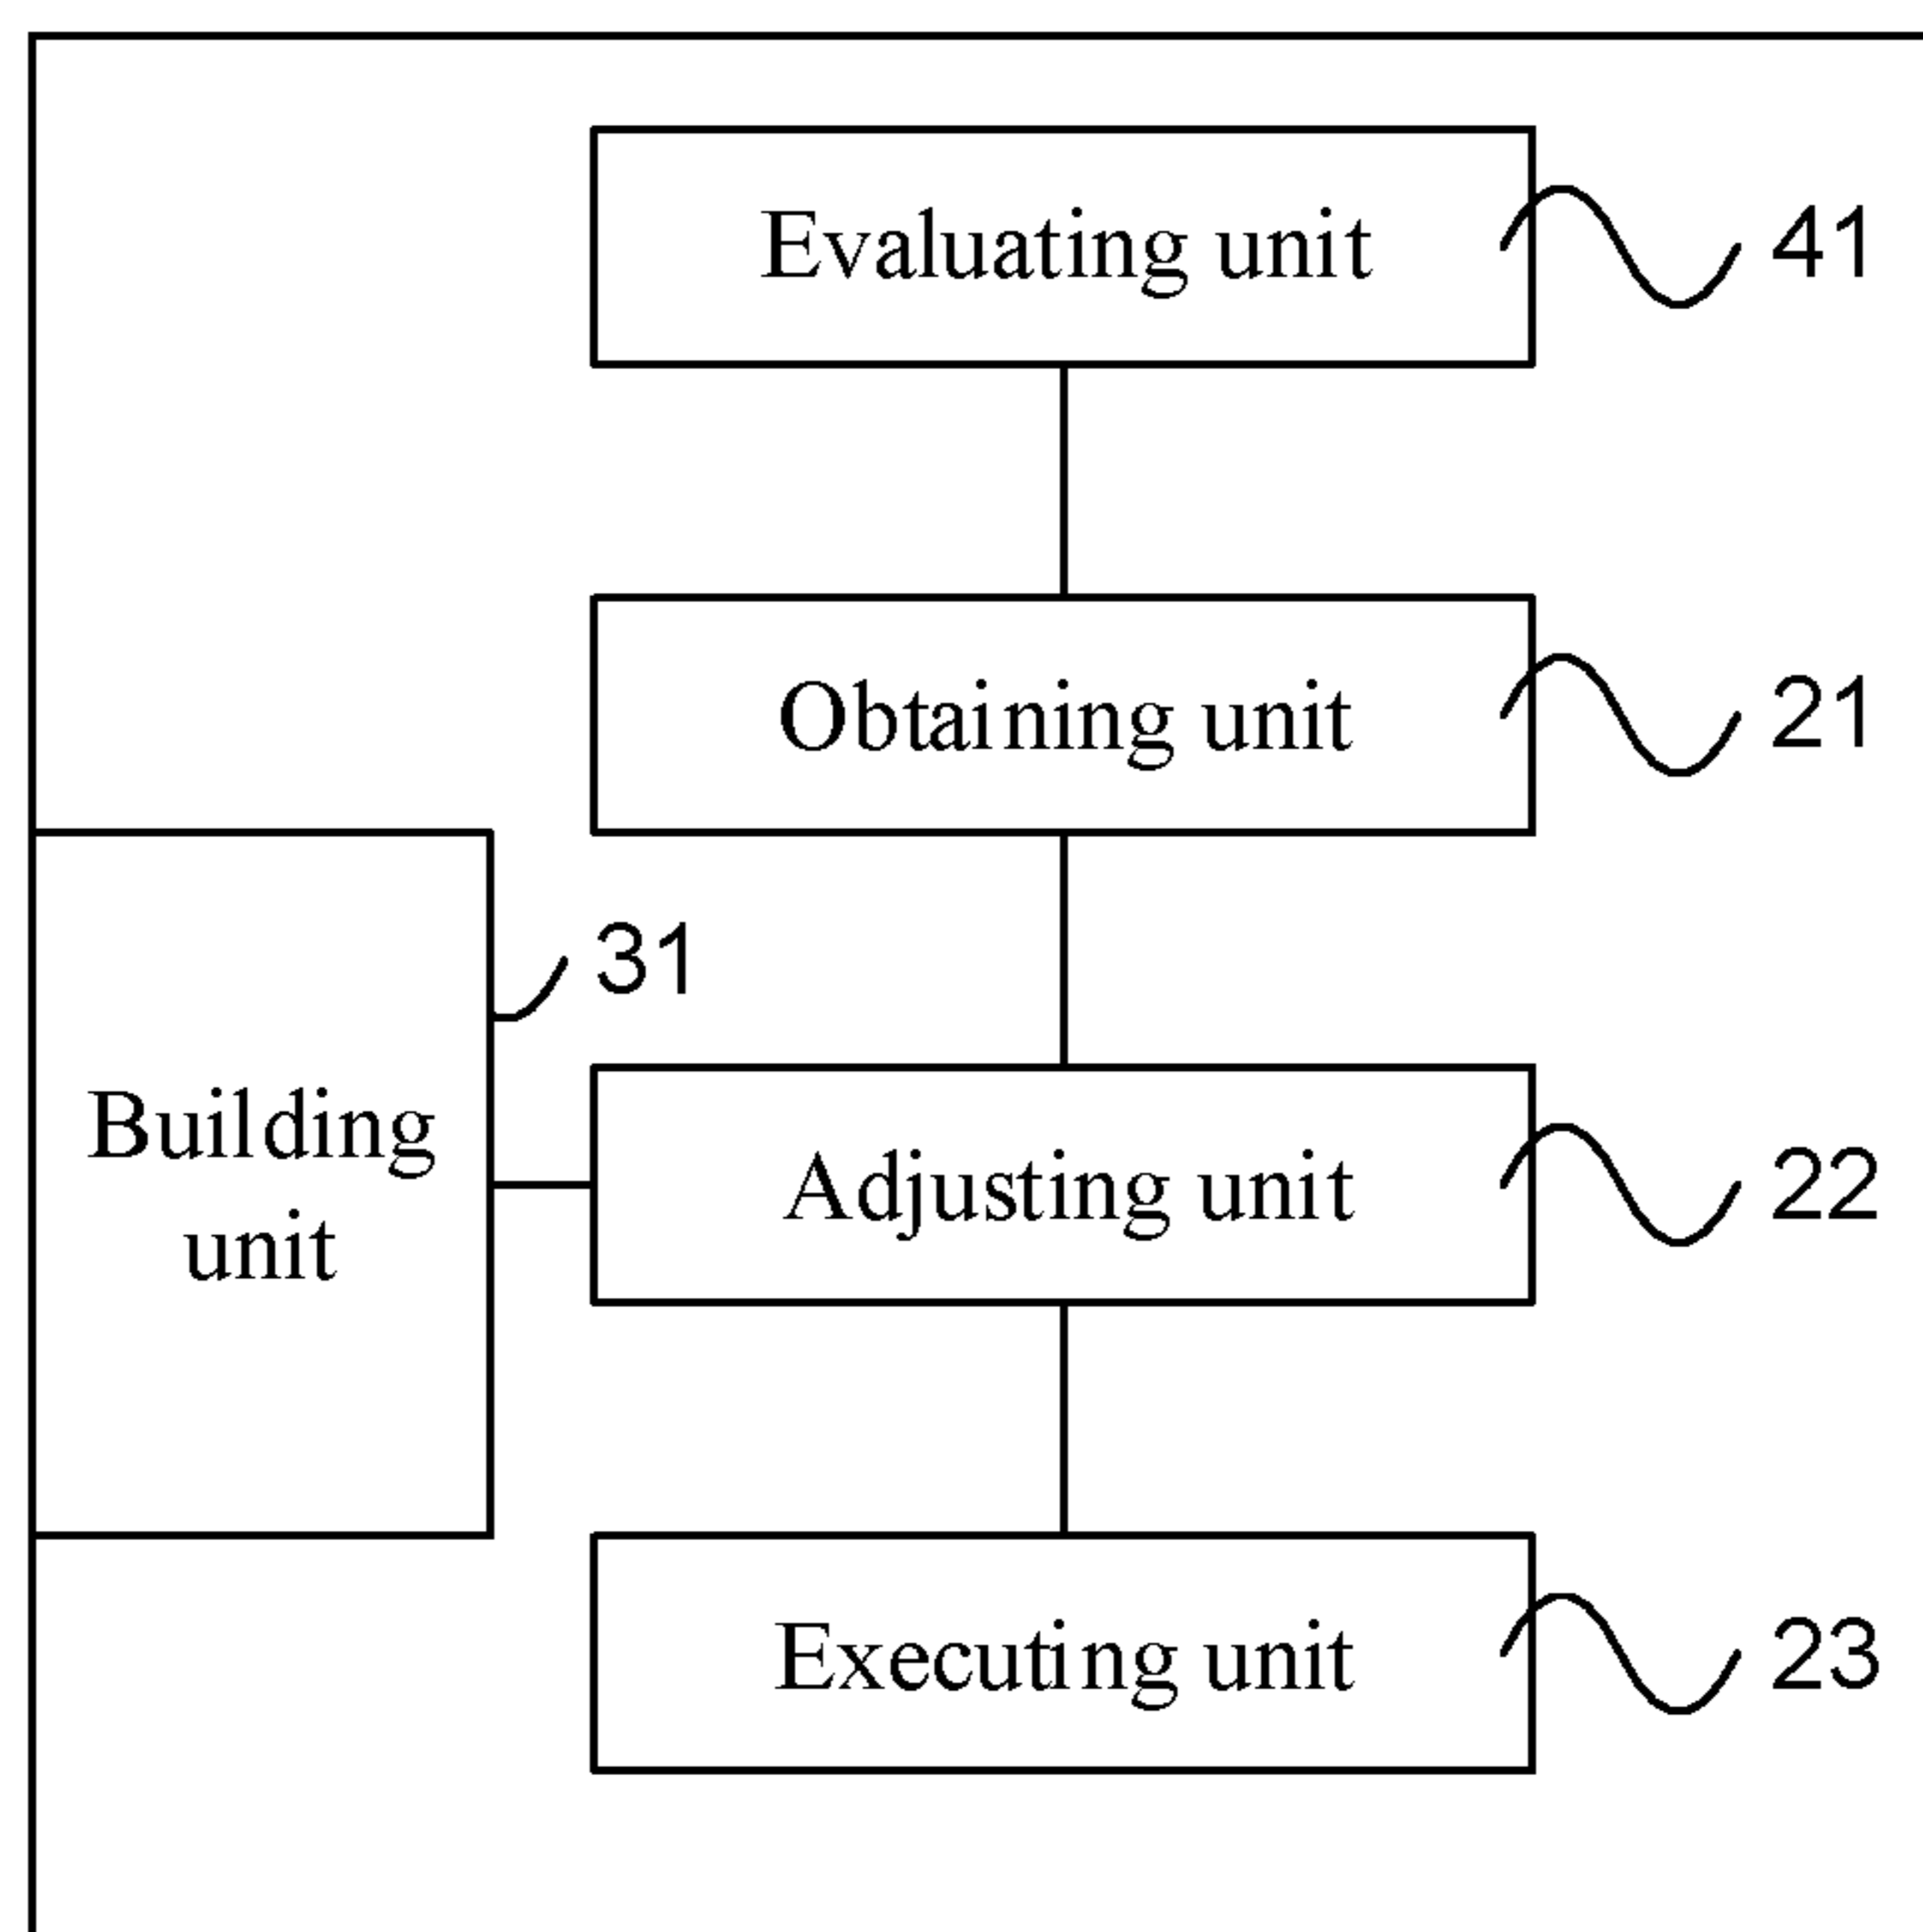 Evaluating unit
41
Obtaining unit
21
31
Building
unit
Adjusting unit
22
Executing unit
23